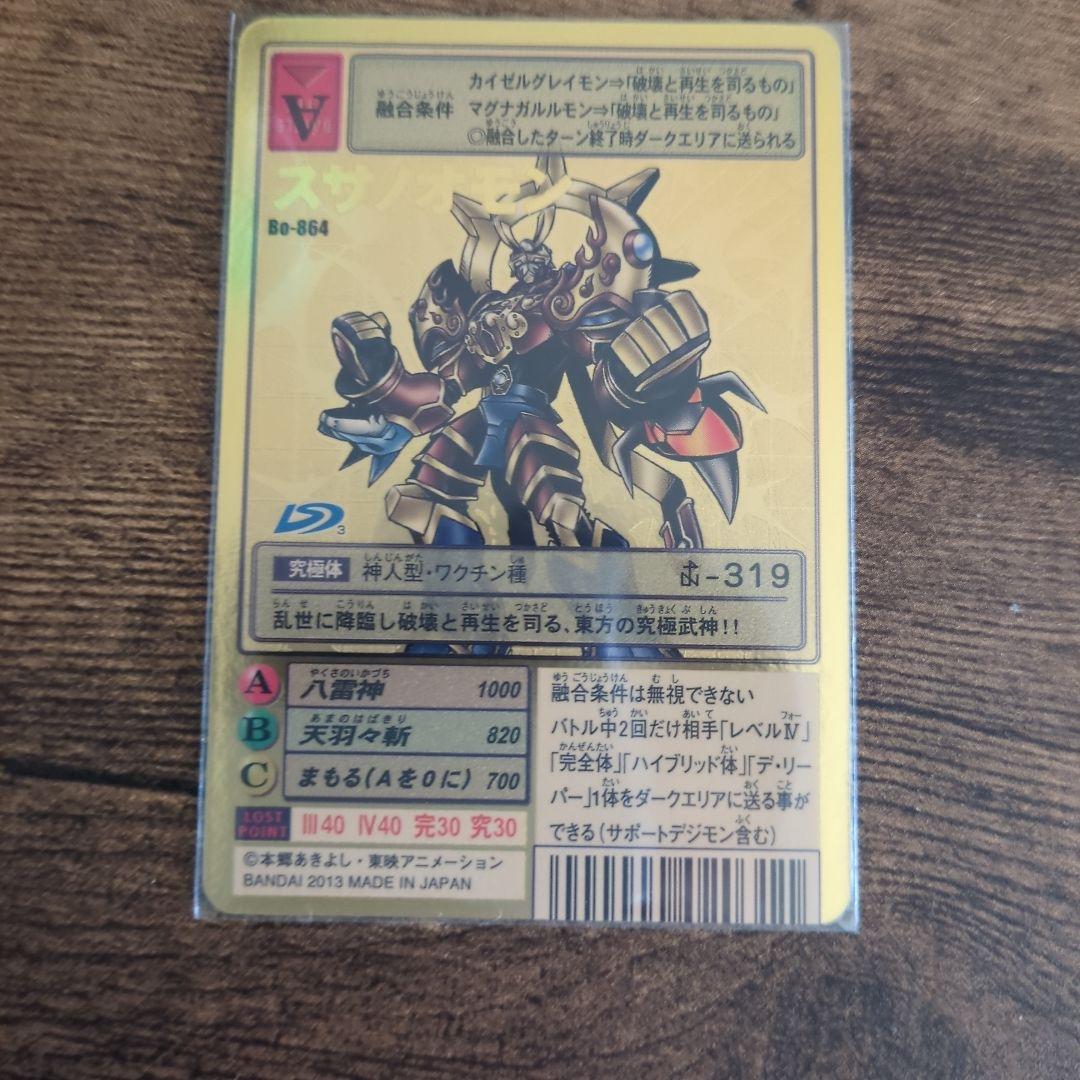 カイゼルグレイモン⇒「破壊と再生を司るもの」
融合条件 マグナガルルモン⇒「破壊と再生を司るもの」
◎融合したターン終了時ダークエリアに送られる
スサノオモン
Bo-864
3
究極体 神人型・ワクチン種 -319
乱世に降臨し破壊と再生を司る、東方の究極武神!!
A 八雷神 1000
B 天羽々斬 820
C まもる(Aを0に) 700
LOST POINT Ⅲ40 Ⅳ40 完30 究30
©本郷あきよし・東映アニメーション
BANDAI 2013 MADE IN JAPAN
融合条件は無視できない
バトル中2回だけ相手「レベルⅣ」
「完全体」「ハイブリッド体」「デ・リー
パー」1体をダークエリアに送る事が
できる(サポートデジモン含む)